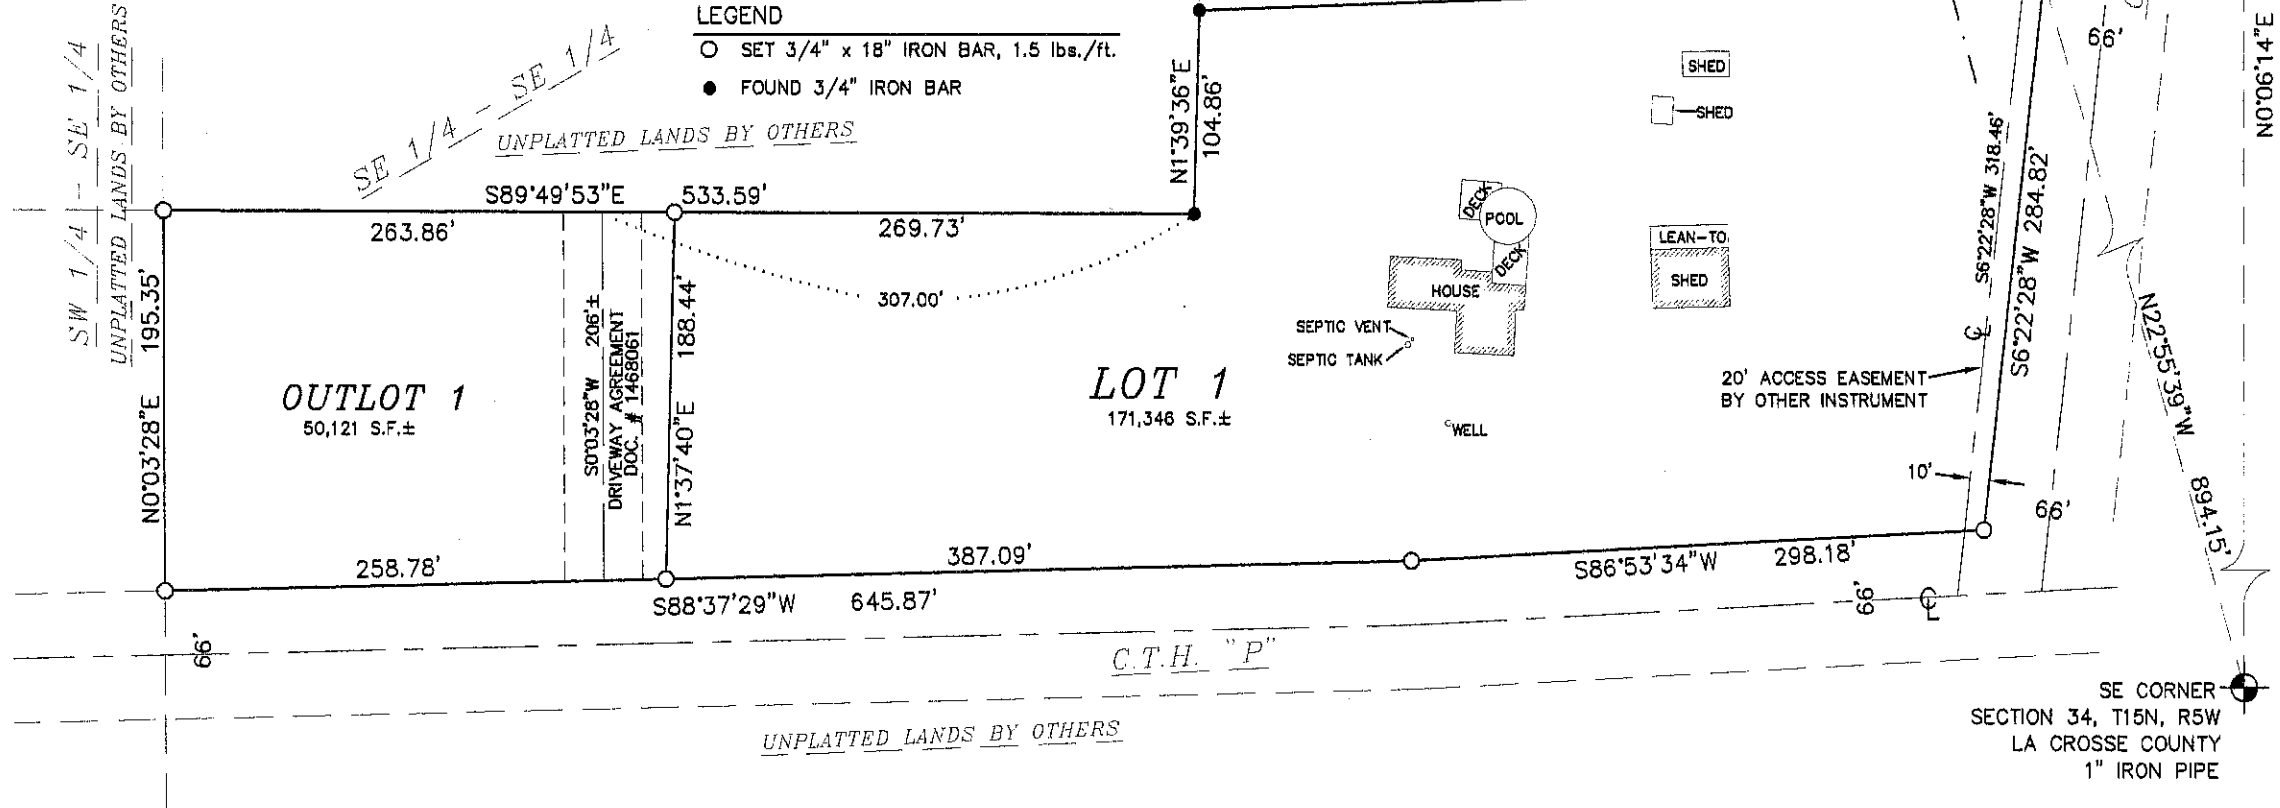 LEGEND
SET 3/4" x 18" IRON BAR, 1.5 lbs./ft.
FOUND 3/4" IRON BAR
SW 1/4 - SE 1/4
UNPLATTED LANDS BY OTHERS
SE 1/4 - SE 1/4
UNPLATTED LANDS BY OTHERS
N1°39'36"E
104.86'
SHED
SHED
66'
N0°06'14"E
S89°49'53"E 533.59'
263.86'
269.73'
307.00'
N0°03'28"E 195.35'
OUTLOT 1
50,121 S.F.±
S0°03'28"W 206'±
DRIVEWAY AGREEMENT
DOC. # 1468061
N1°37'40"E 188.44'
LOT 1
171,346 S.F.±
DECK
POOL
DECK
HOUSE
LEAN-TO
SHED
SEPTIC VENT
SEPTIC TANK
WELL
S6°22'28"W 318.46'
S6°22'28"W 284.82'
CL
20' ACCESS EASEMENT
BY OTHER INSTRUMENT
10'
66'
N22°55'39"W 894.15'
258.78'
387.09'
S88°37'29"W 645.87'
S86°53'34"W 298.18'
66'
66'
CL
C.T.H. "P"
UNPLATTED LANDS BY OTHERS
SE CORNER
SECTION 34, T15N, R5W
LA CROSSE COUNTY
1" IRON PIPE